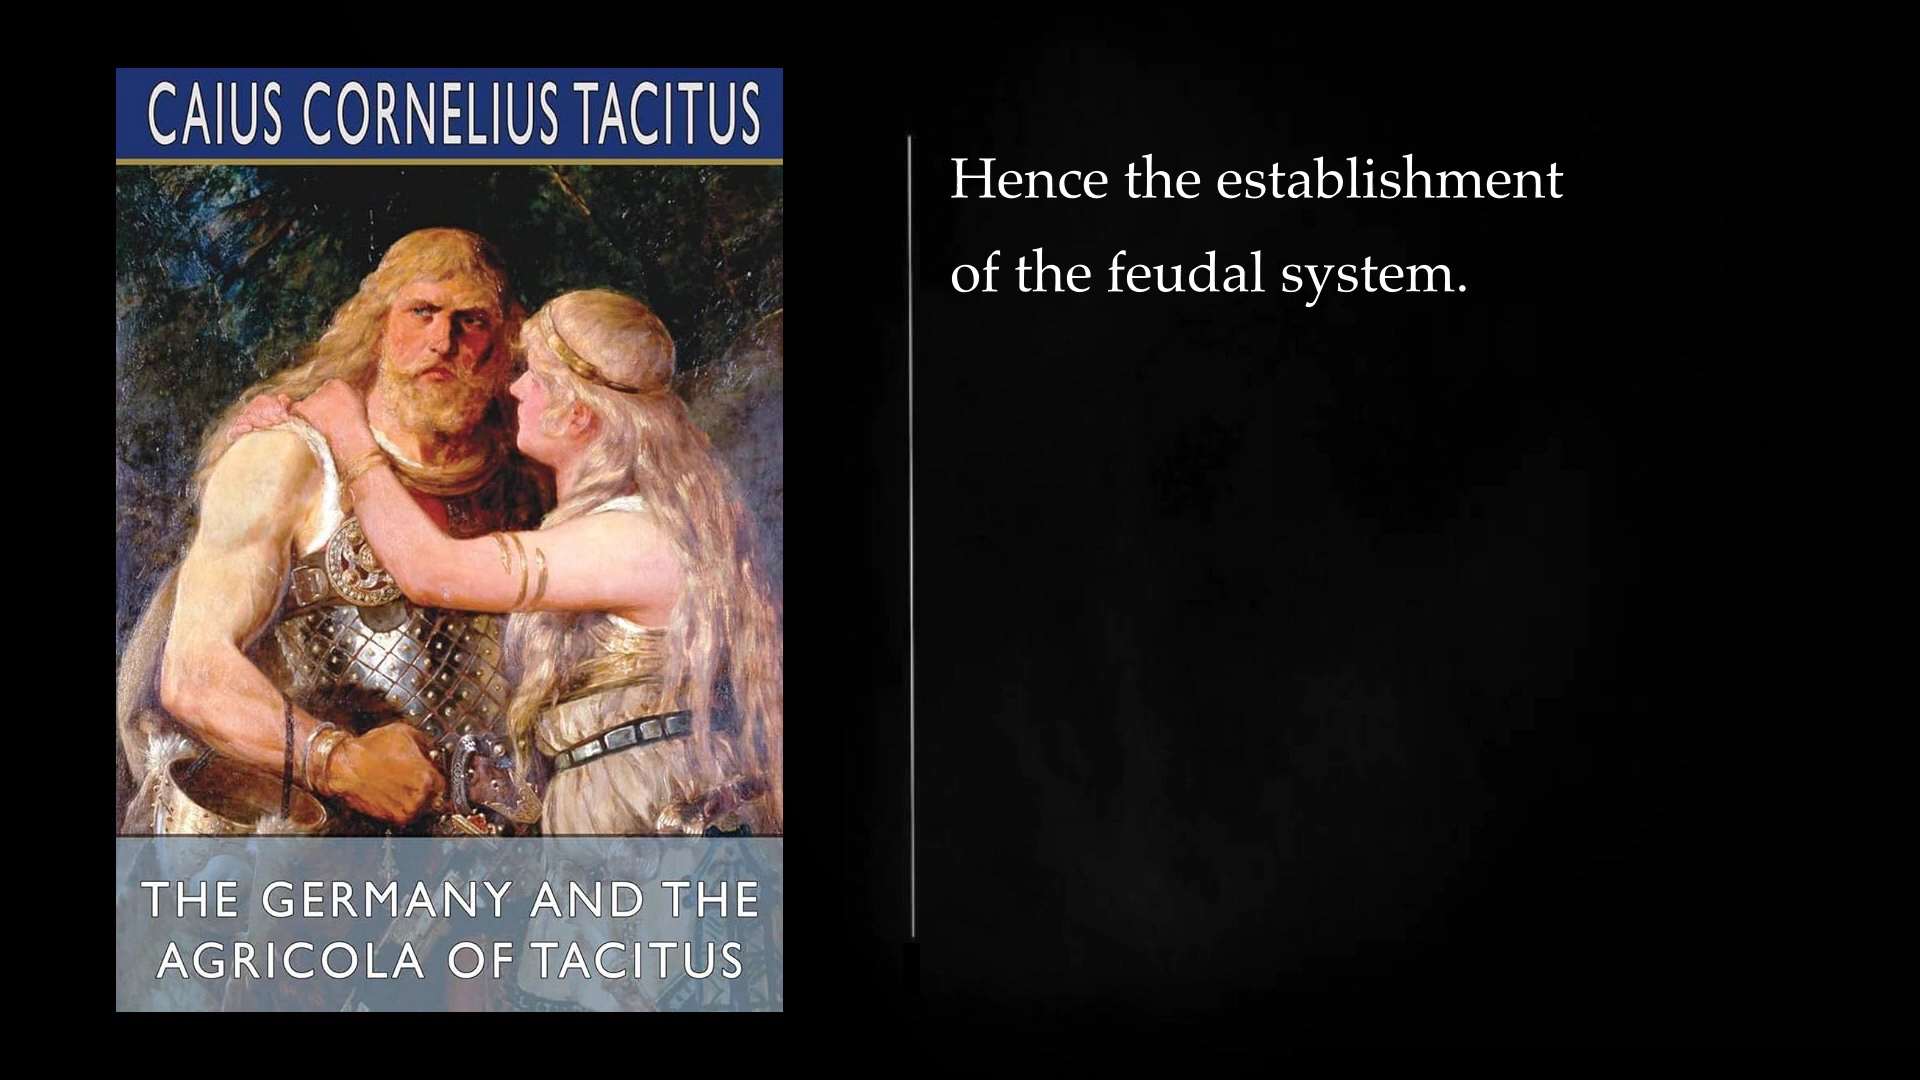 CAIUS CORNELIUS TACITUS
THE GERMANY AND THE
AGRICOLA OF TACITUS
Hence the establishment
of the feudal system.